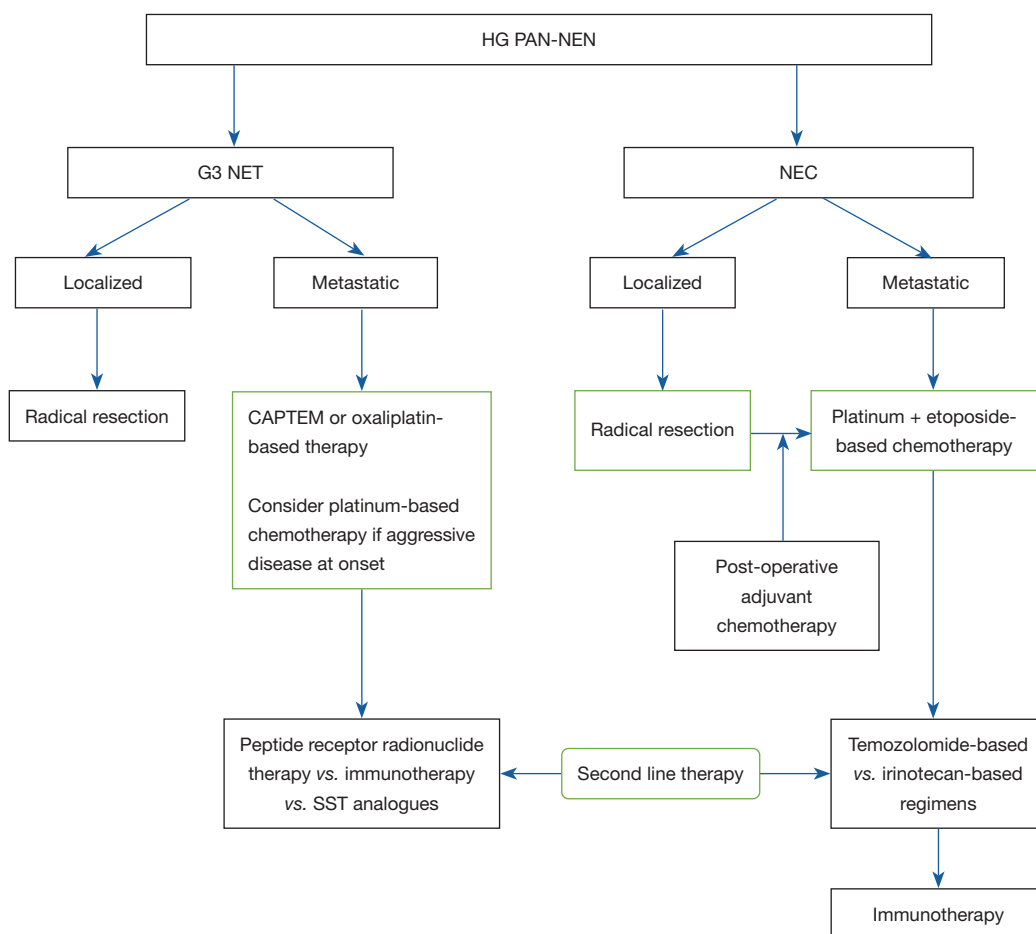 HG PAN-NEN
G3 NET
NEC
Localized
Metastatic
Localized
Metastatic
Radical resection
CAPTEM or oxaliplatin-
based therapy
Consider platinum-based
chemotherapy if aggressive
disease at onset
Radical resection
Platinum + etoposide-
based chemotherapy
Post-operative
adjuvant
chemotherapy
Peptide receptor radionuclide
therapy vs. immunotherapy
vs. SST analogues
Second line therapy
Temozolomide-based
vs. irinotecan-based
regimens
Immunotherapy